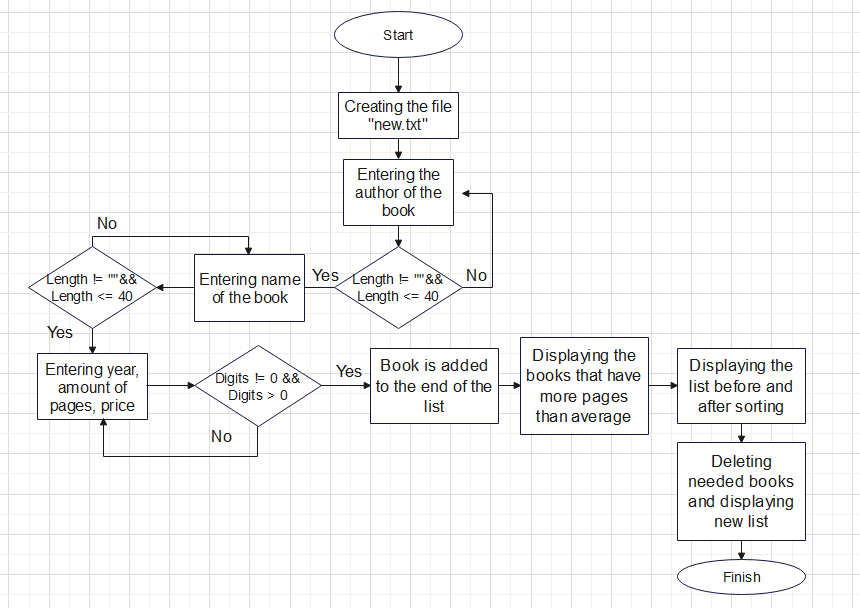 Start
Creating the file
"new.txt"
Entering the
author of the
book
Length != ""&&
Length <= 40
No
Yes
Entering name
of the book
No
Length != ""&&
Length <= 40
Yes
Entering year,
amount of
pages, price
Digits != 0 &&
Digits > 0
No
Yes
Book is added
to the end of the
list
Displaying the
books that have
more pages
than average
Displaying the
list before and
after sorting
Deleting
needed books
and displaying
new list
Finish